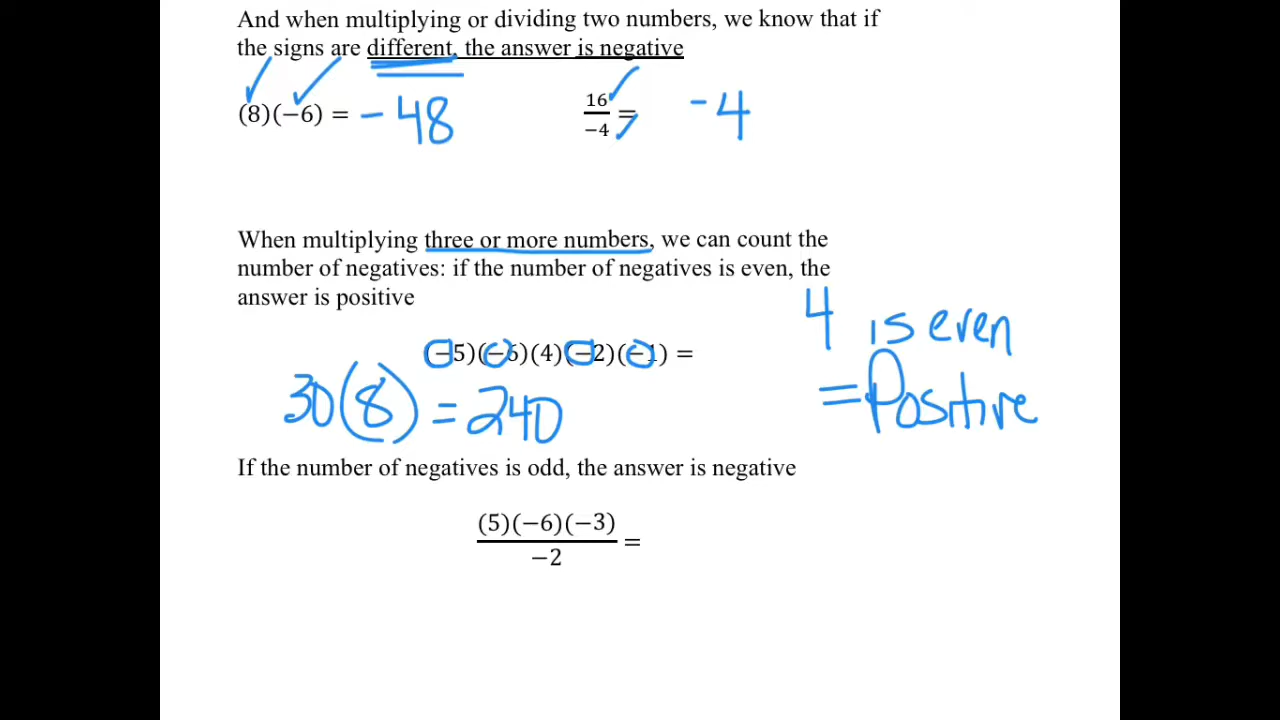 And when multiplying or dividing two numbers, we know that if
the signs are different, the answer is negative
(8)(−6) = - 48
16/−4 = - 4
When multiplying three or more numbers, we can count the
number of negatives: if the number of negatives is even, the
answer is positive
4 is even
(−5)(−6)(4)(−2)(−1) =
= Positive
30(8) = 240
If the number of negatives is odd, the answer is negative
(5)(−6)(−3)/−2 =